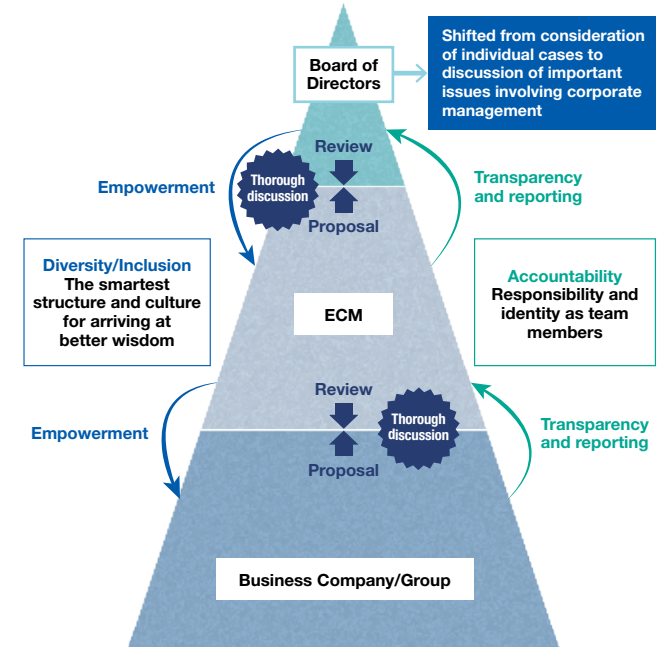 Board of
Directors
Shifted from consideration
of individual cases to
discussion of important
issues involving corporate
management
Review
Thorough
discussion
Proposal
Empowerment
Transparency
and reporting
Diversity/Inclusion
The smartest
structure and culture
for arriving at
better wisdom
ECM
Accountability
Responsibility and
identity as team
members
Review
Thorough
discussion
Proposal
Empowerment
Transparency
and reporting
Business Company/Group